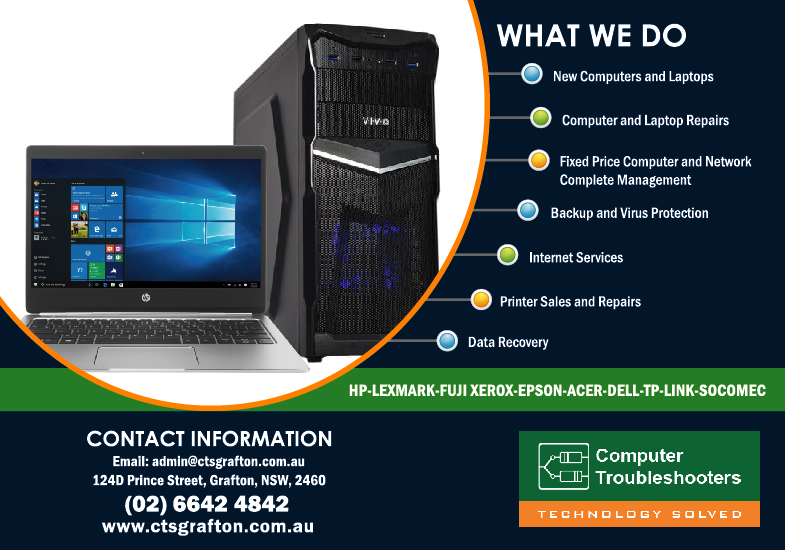 WHAT WE DO
New Computers and Laptops
Computer and Laptop Repairs
Fixed Price Computer and Network
Complete Management
Backup and Virus Protection
Internet Services
Printer Sales and Repairs
Data Recovery
HP-LEXMARK-FUJI XEROX-EPSON-ACER-DELL-TP-LINK-SOCOMEC
CONTACT INFORMATION
Email: admin@ctsgrafton.com.au
124D Prince Street, Grafton, NSW, 2460
(02) 6642 4842
www.ctsgrafton.com.au
Computer
Troubleshooters
TECHNOLOGY SOLVED
hp